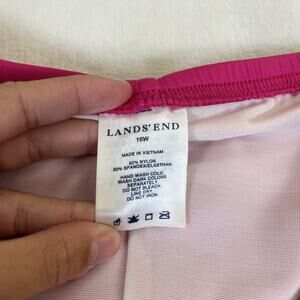 LANDS' END
16W
MADE IN VIETNAM
80% NYLON
20% SPANDEX/ELASTHAN
HAND WASH COLD.
WASH DARK COLORS
SEPARATELY.
DO NOT BLEACH.
LINE DRY.
DO NOT IRON.